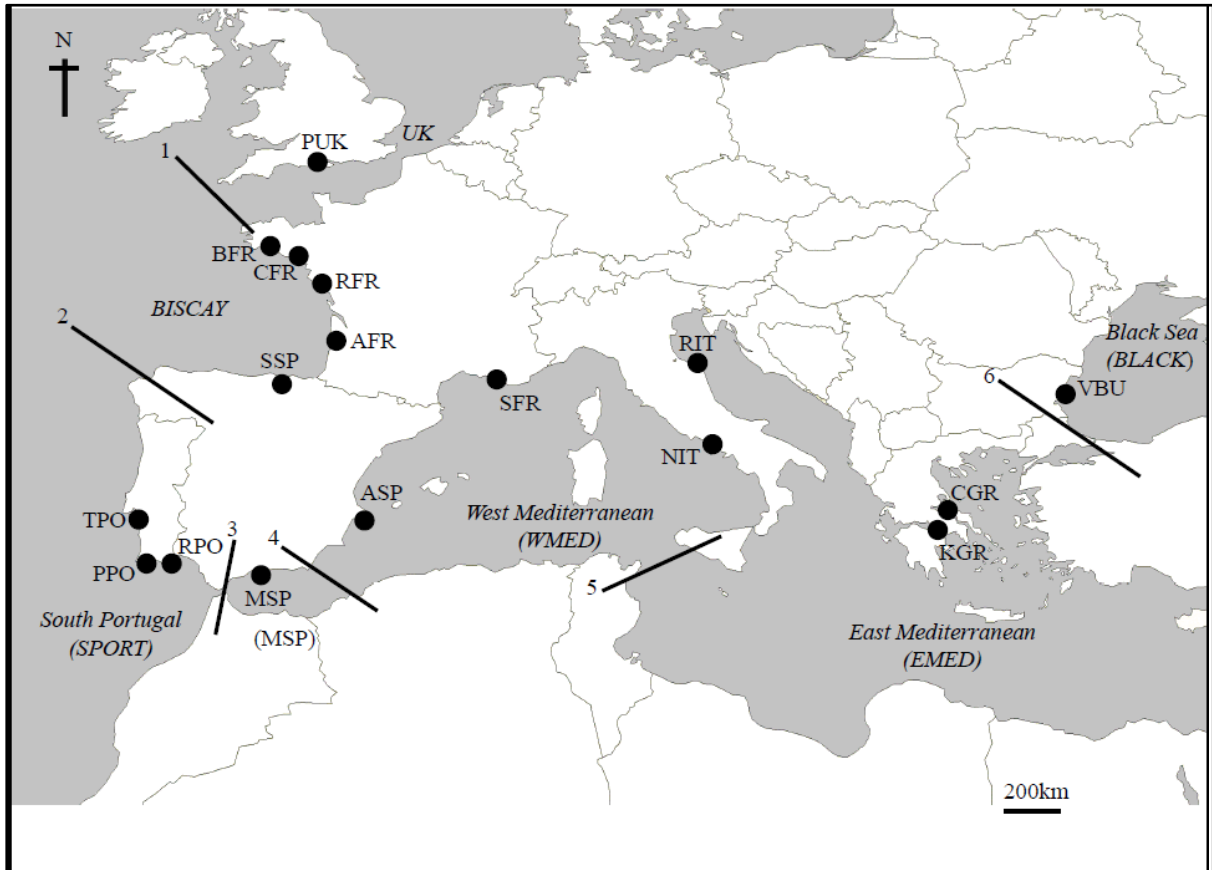 N
UK
PUK
1
BFR
CFR
RFR
BISCAY
2
AFR
SSP
SFR
RIT
Black Sea
(BLACK)
6
VBU
NIT
ASP
West Mediterranean
(WMED)
CGR
KGR
TPO
RPO
3
4
PPO
MSP
5
South Portugal
(SPORT)
(MSP)
East Mediterranean
(EMED)
200km